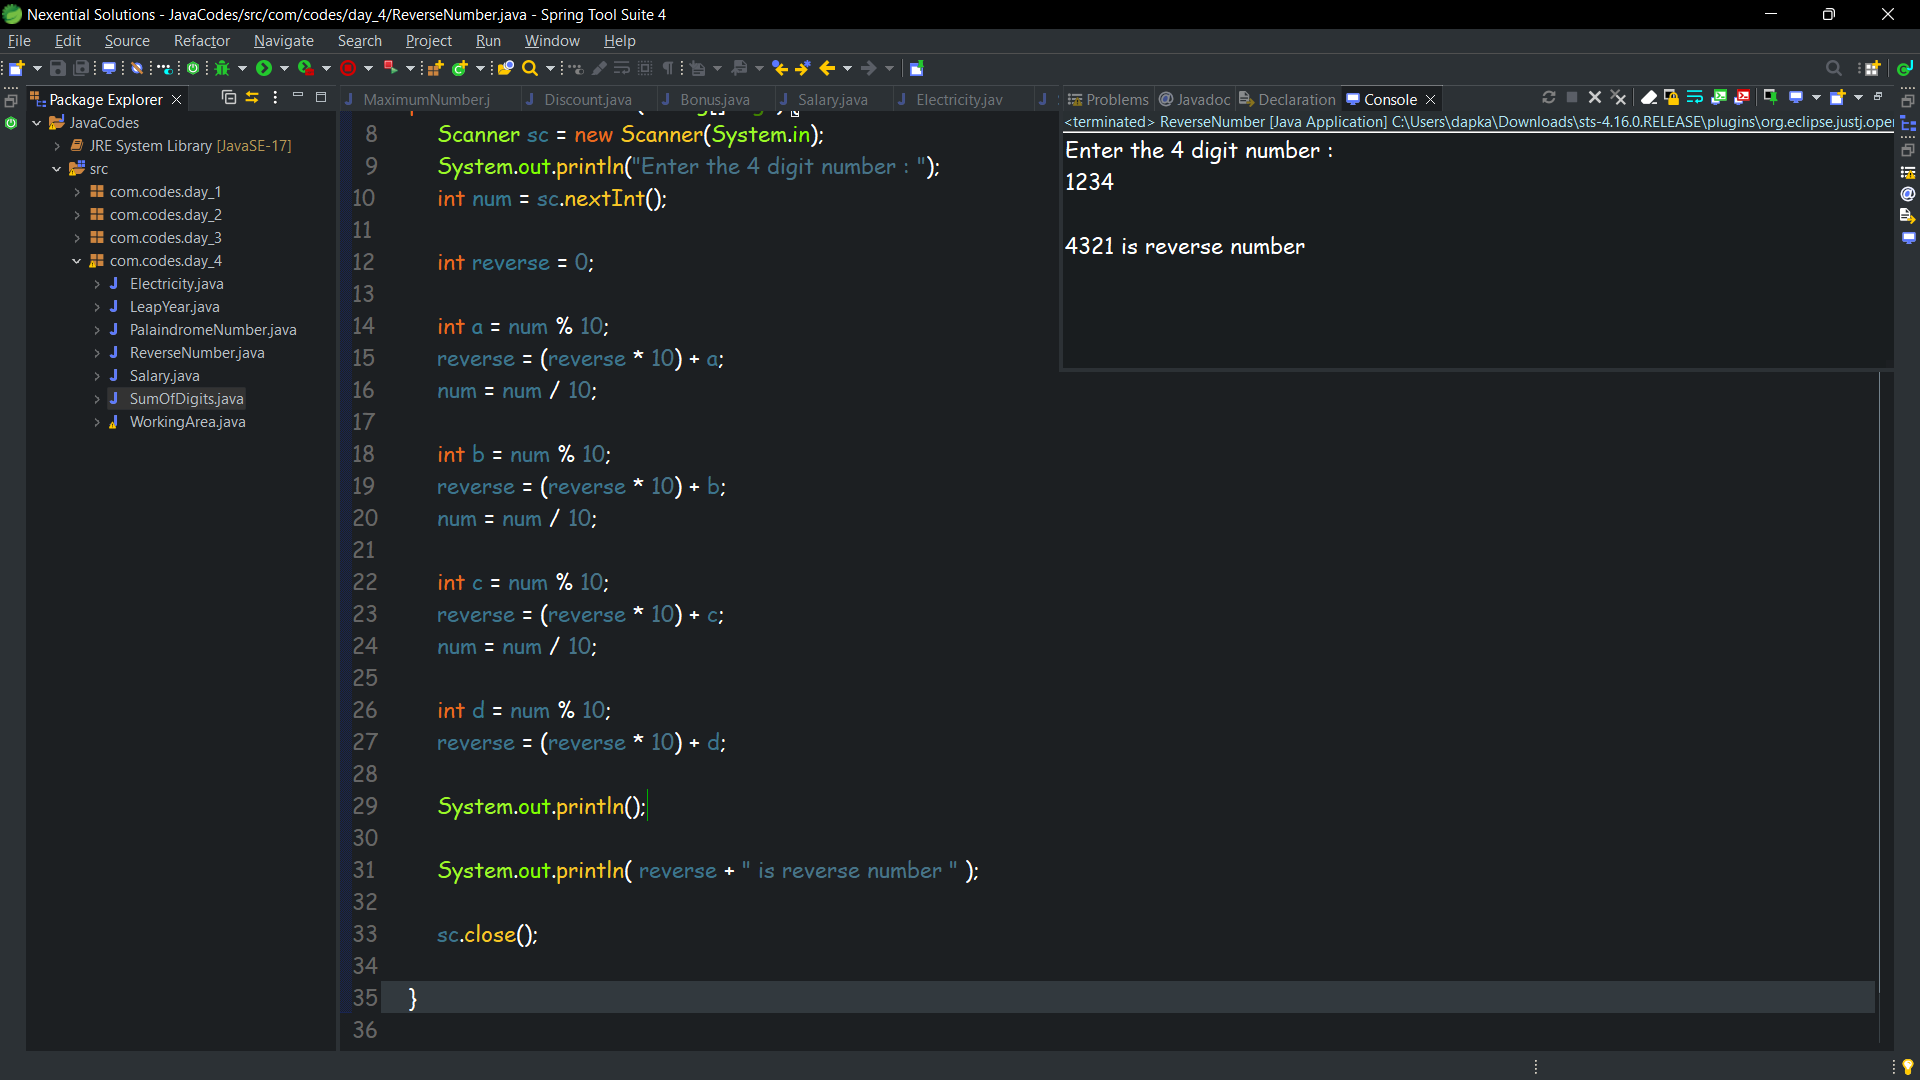 Nexential Solutions - JavaCodes/src/com/codes/day_4/ReverseNumber.java - Spring Tool Suite 4
File Edit Source Refactor Navigate Search Project Run Window Help
Package Explorer
JavaCodes
JRE System Library [JavaSE-17]
src
com.codes.day_1
com.codes.day_2
com.codes.day_3
com.codes.day_4
Electricity.java
LeapYear.java
PalaindromeNumber.java
ReverseNumber.java
Salary.java
SumOfDigits.java
WorkingArea.java
MaximumNumber.j Discount.java Bonus.java Salary.java Electricity.jav
8 Scanner sc = new Scanner(System.in);
9 System.out.println("Enter the 4 digit number : ");
10 int num = sc.nextInt();
11
12 int reverse = 0;
13
14 int a = num % 10;
15 reverse = (reverse * 10) + a;
16 num = num / 10;
17
18 int b = num % 10;
19 reverse = (reverse * 10) + b;
20 num = num / 10;
21
22 int c = num % 10;
23 reverse = (reverse * 10) + c;
24 num = num / 10;
25
26 int d = num % 10;
27 reverse = (reverse * 10) + d;
28
29 System.out.println();
30
31 System.out.println( reverse + " is reverse number " );
32
33 sc.close();
34
35 }
36
Problems Javadoc Declaration Console
<terminated> ReverseNumber [Java Application] C:\Users\dapka\Downloads\sts-4.16.0.RELEASE\plugins\org.eclipse.justj.ope
Enter the 4 digit number :
1234
4321 is reverse number